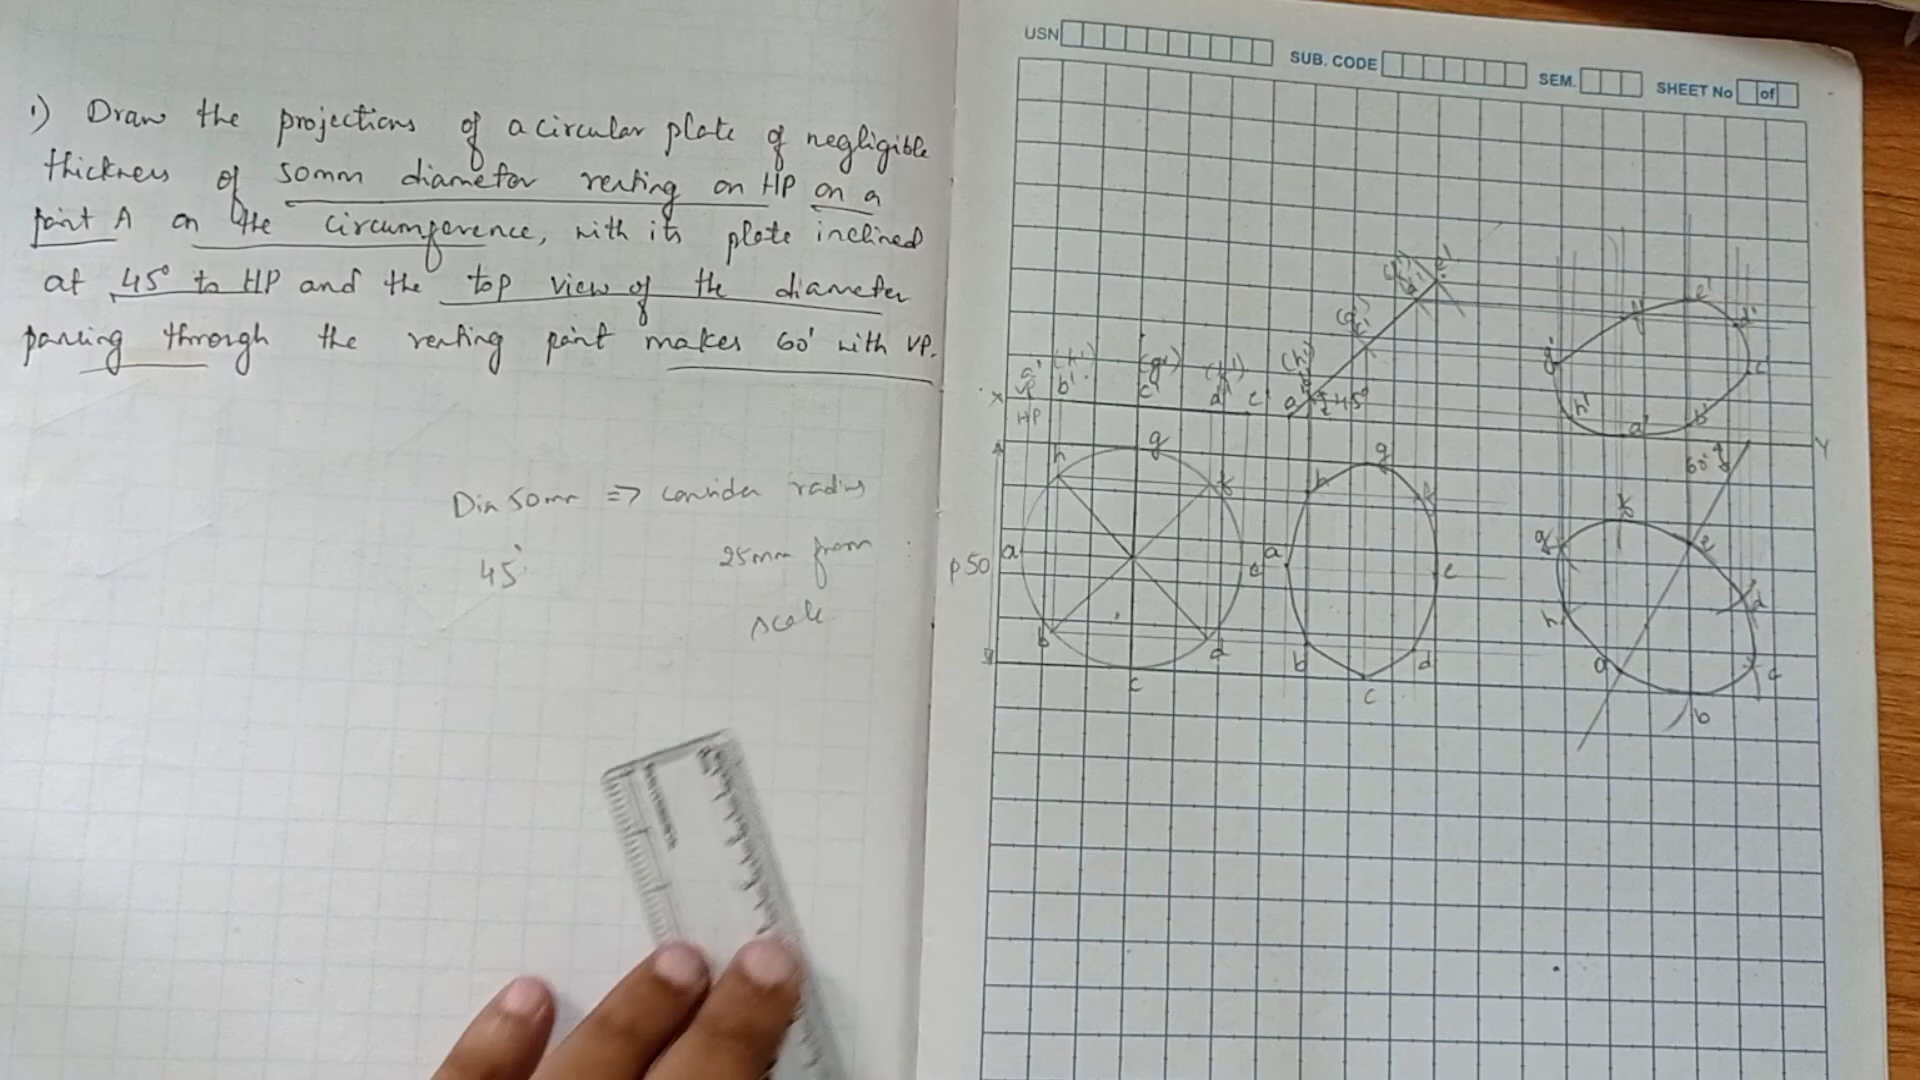 1) Draw the projections of a circular plate of negligible
thickness of 50mm diameter resting on HP on a
point A on the circumference, with its plate inclined
at 45° to HP and the top view of the diameter
passing through the resting point makes 60° with VP.
Dia 50mm => consider radius
25mm from
45°
scale
USN
SUB. CODE
SEM.
SHEET No of
e'
f' e'
d'
g' c'
a' (h') (g') (f') (h')
VP b' c' d' e' a' 45°
X
h' a' b'
HP
Y
60°
h g f
h g f
f
g e
a e
a e
d
φ50
h
b d
b d
a c
c
c
b